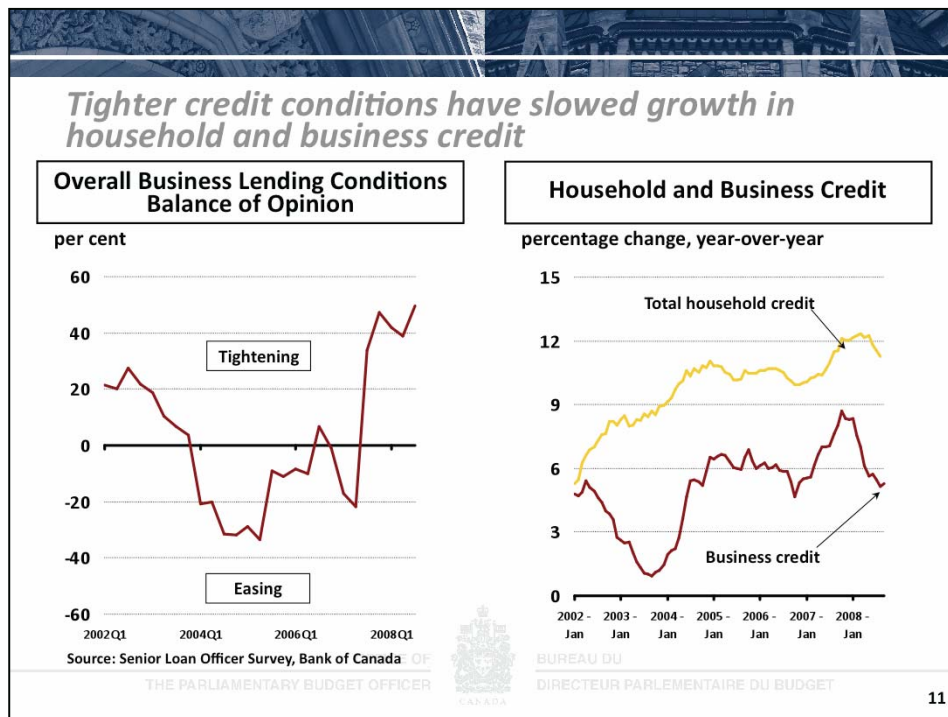 Tighter credit conditions have slowed growth in
household and business credit
Overall Business Lending Conditions
Balance of Opinion
per cent
60
40
20
0
-20
-40
-60
Tightening
Easing
2002Q1 2004Q1 2006Q1 2008Q1
Source: Senior Loan Officer Survey, Bank of Canada
Household and Business Credit
percentage change, year-over-year
15
12
9
6
3
0
Total household credit
Business credit
2002 - 2003 - 2004 - 2005 - 2006 - 2007 - 2008 -
Jan Jan Jan Jan Jan Jan Jan
OF
THE PARLIAMENTARY BUDGET OFFICER
CANADA
BUREAU DU
DIRECTEUR PARLEMENTAIRE DU BUDGET
11